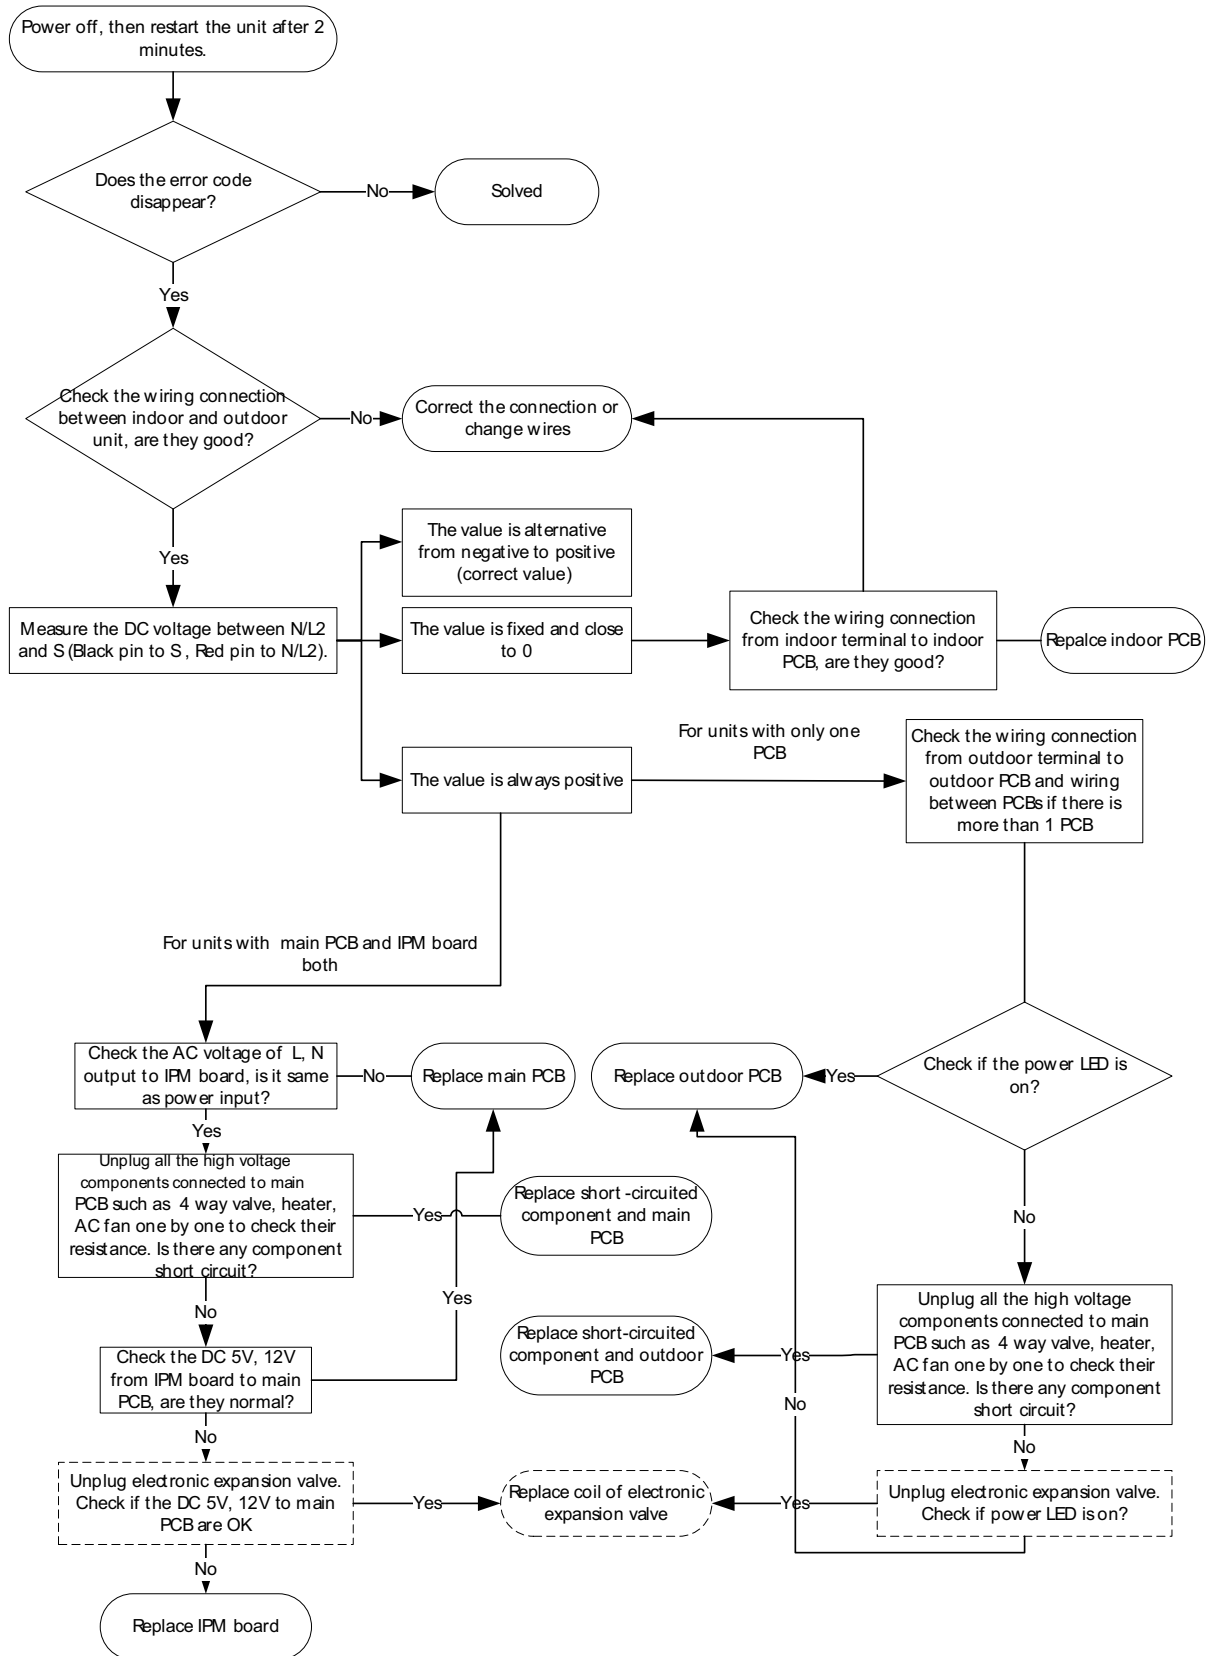 Power off, then restart the unit after 2
minutes.
Does the error code
disappear?
No
Solved
Yes
Check the wiring connection
between indoor and outdoor
unit, are they good?
No
Correct the connection or
change wires
Yes
The value is alternative
from negative to positive
(correct value)
Measure the DC voltage between N/L2
and S (Black pin to S , Red pin to N/L2).
The value is fixed and close
to 0
Check the wiring connection
from indoor terminal to indoor
PCB, are they good?
Repalce indoor PCB
The value is always positive
For units with only one
PCB
Check the wiring connection
from outdoor terminal to
outdoor PCB and wiring
between PCBs if there is
more than 1 PCB
For units with main PCB and IPM board
both
Check the AC voltage of L, N
output to IPM board, is it same
as power input?
No
Replace main PCB
Replace outdoor PCB
Yes
Check if the power LED is
on?
Yes
Unplug all the high voltage
components connected to main
PCB such as 4 way valve, heater,
AC fan one by one to check their
resistance. Is there any component
short circuit?
Yes
Replace short -circuited
component and main
PCB
No
No
Yes
Check the DC 5V, 12V
from IPM board to main
PCB, are they normal?
Replace short-circuited
component and outdoor
PCB
Yes
Unplug all the high voltage
components connected to main
PCB such as 4 way valve, heater,
AC fan one by one to check their
resistance. Is there any component
short circuit?
No
No
No
Unplug electronic expansion valve.
Check if the DC 5V, 12V to main
PCB are OK
Yes
Replace coil of electronic
expansion valve
Yes
Unplug electronic expansion valve.
Check if power LED is on?
No
Replace IPM board